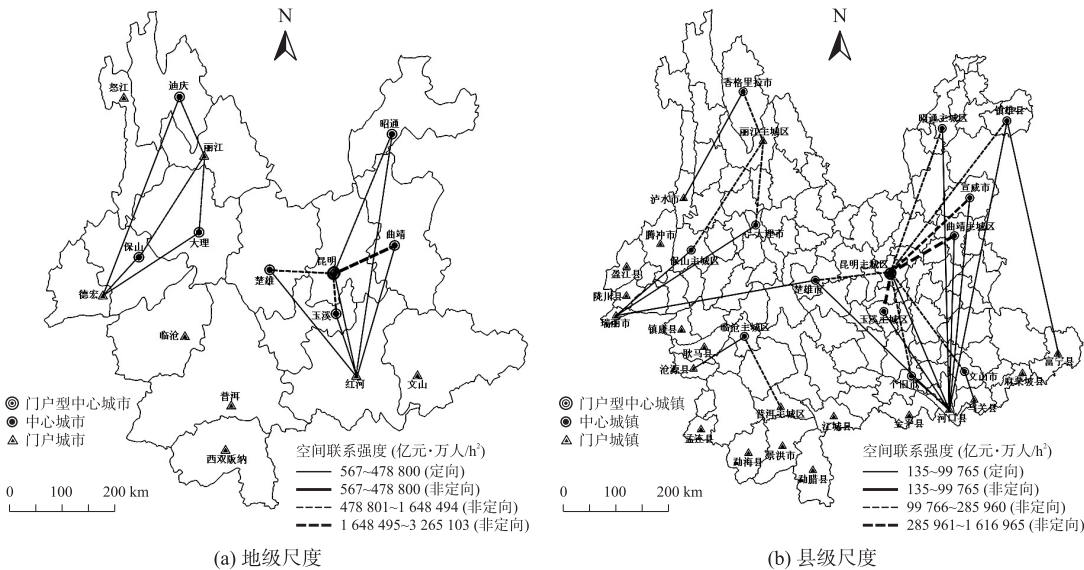 N
怒江
迪庆
昭通
丽江
大理
保山
曲靖
昆明
楚雄
德宏
玉溪
临沧
红河
文山
普洱
西双版纳
门户型中心城市
中心城市
门户城市
空间联系强度 (亿元·万人/h²)
567~478 800 (定向)
567~478 800 (非定向)
478 801~1 648 494 (非定向)
1 648 495~3 265 103 (非定向)
0 100 200 km
(a) 地级尺度
N
香格里拉市
昭通主城区
镇雄县
丽江主城区
宣威市
泸水市
腾冲市
大理市
曲靖主城区
保山主城区
昆明主城区
盈江县
陇川县
楚雄市
瑞丽市
镇康县
临沧主城区
玉溪主城区
耿马县
沧源县
富宁县
个旧市
文山市
麻栗坡县
马关县
普洱主城区
江城县
金平县
河口县
孟连县
勐海县
景洪市
勐腊县
门户型中心城镇
中心城镇
门户城镇
空间联系强度 (亿元·万人/h²)
135~99 765 (定向)
135~99 765 (非定向)
99 766~285 960 (非定向)
285 961~1 616 965 (非定向)
0 100 200 km
(b) 县级尺度